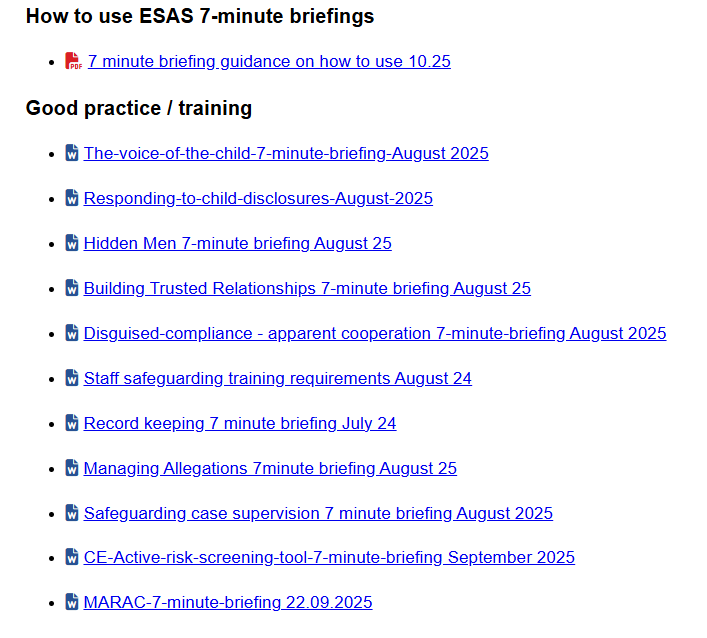 How to use ESAS 7-minute briefings
7 minute briefing guidance on how to use 10.25
Good practice / training
The-voice-of-the-child-7-minute-briefing-August 2025
Responding-to-child-disclosures-August-2025
Hidden Men 7-minute briefing August 25
Building Trusted Relationships 7-minute briefing August 25
Disguised-compliance - apparent cooperation 7-minute-briefing August 2025
Staff safeguarding training requirements August 24
Record keeping 7 minute briefing July 24
Managing Allegations 7minute briefing August 25
Safeguarding case supervision 7 minute briefing August 2025
CE-Active-risk-screening-tool-7-minute-briefing September 2025
MARAC-7-minute-briefing 22.09.2025